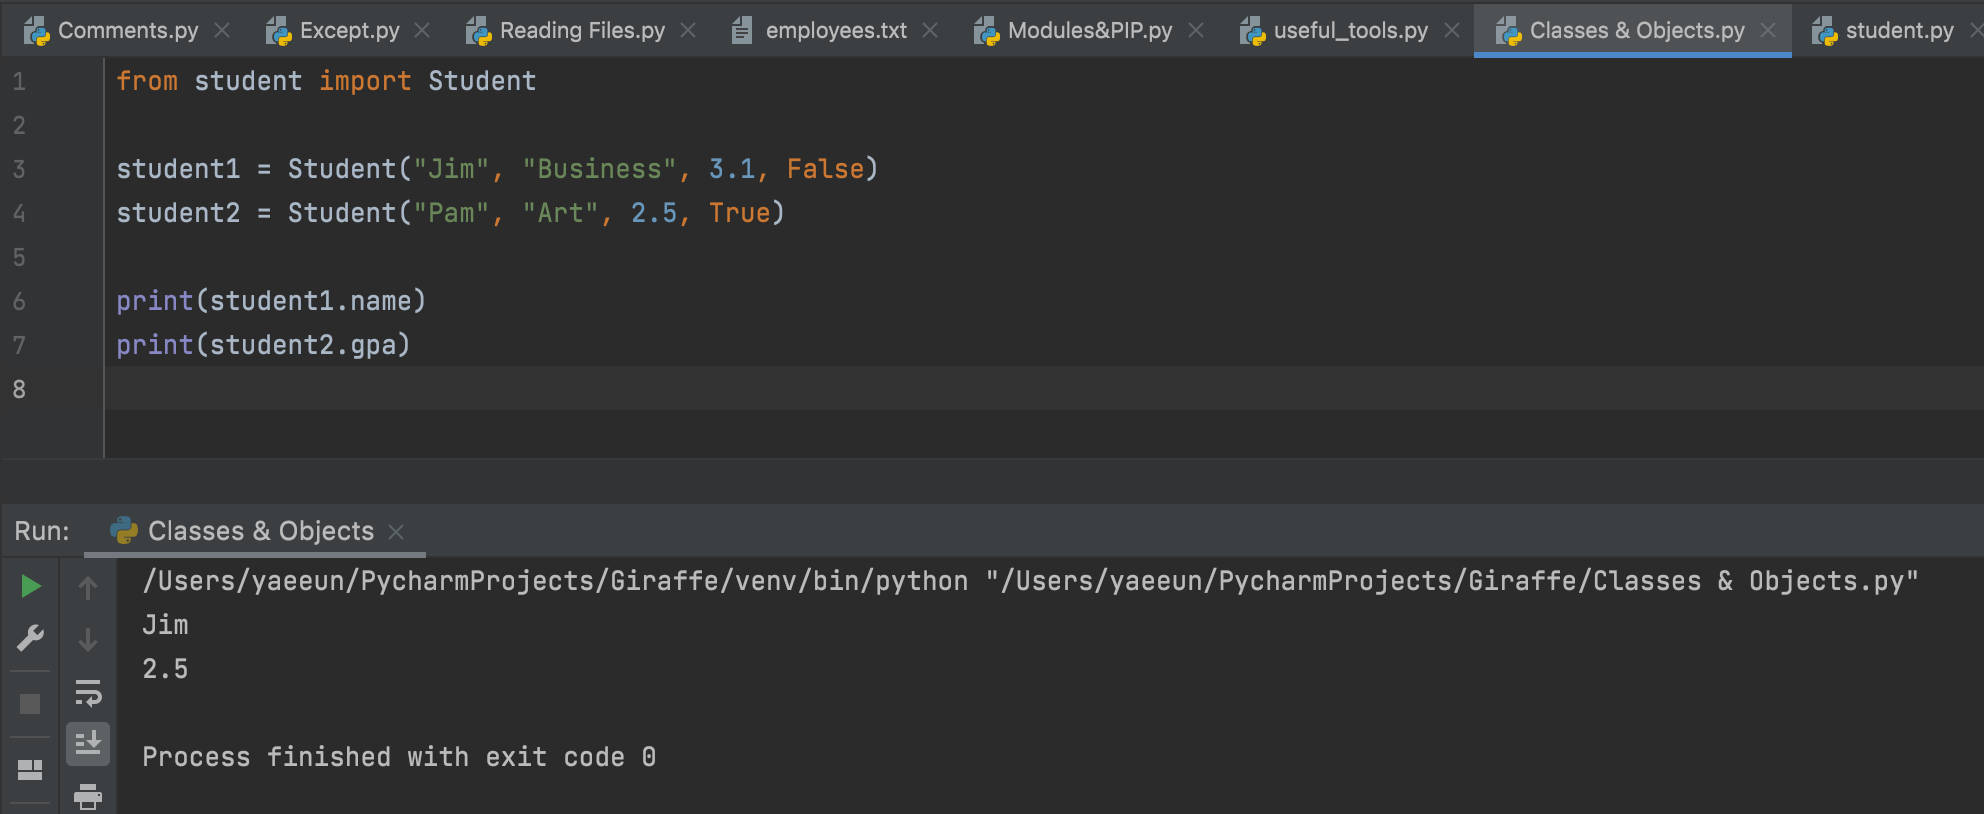 Comments.py Except.py Reading Files.py employees.txt Modules&PIP.py useful_tools.py Classes & Objects.py student.py
1 from student import Student
2
3 student1 = Student("Jim", "Business", 3.1, False)
4 student2 = Student("Pam", "Art", 2.5, True)
5
6 print(student1.name)
7 print(student2.gpa)
8
Run: Classes & Objects
/Users/yaeeun/PycharmProjects/Giraffe/venv/bin/python "/Users/yaeeun/PycharmProjects/Giraffe/Classes & Objects.py"
Jim
2.5
Process finished with exit code 0